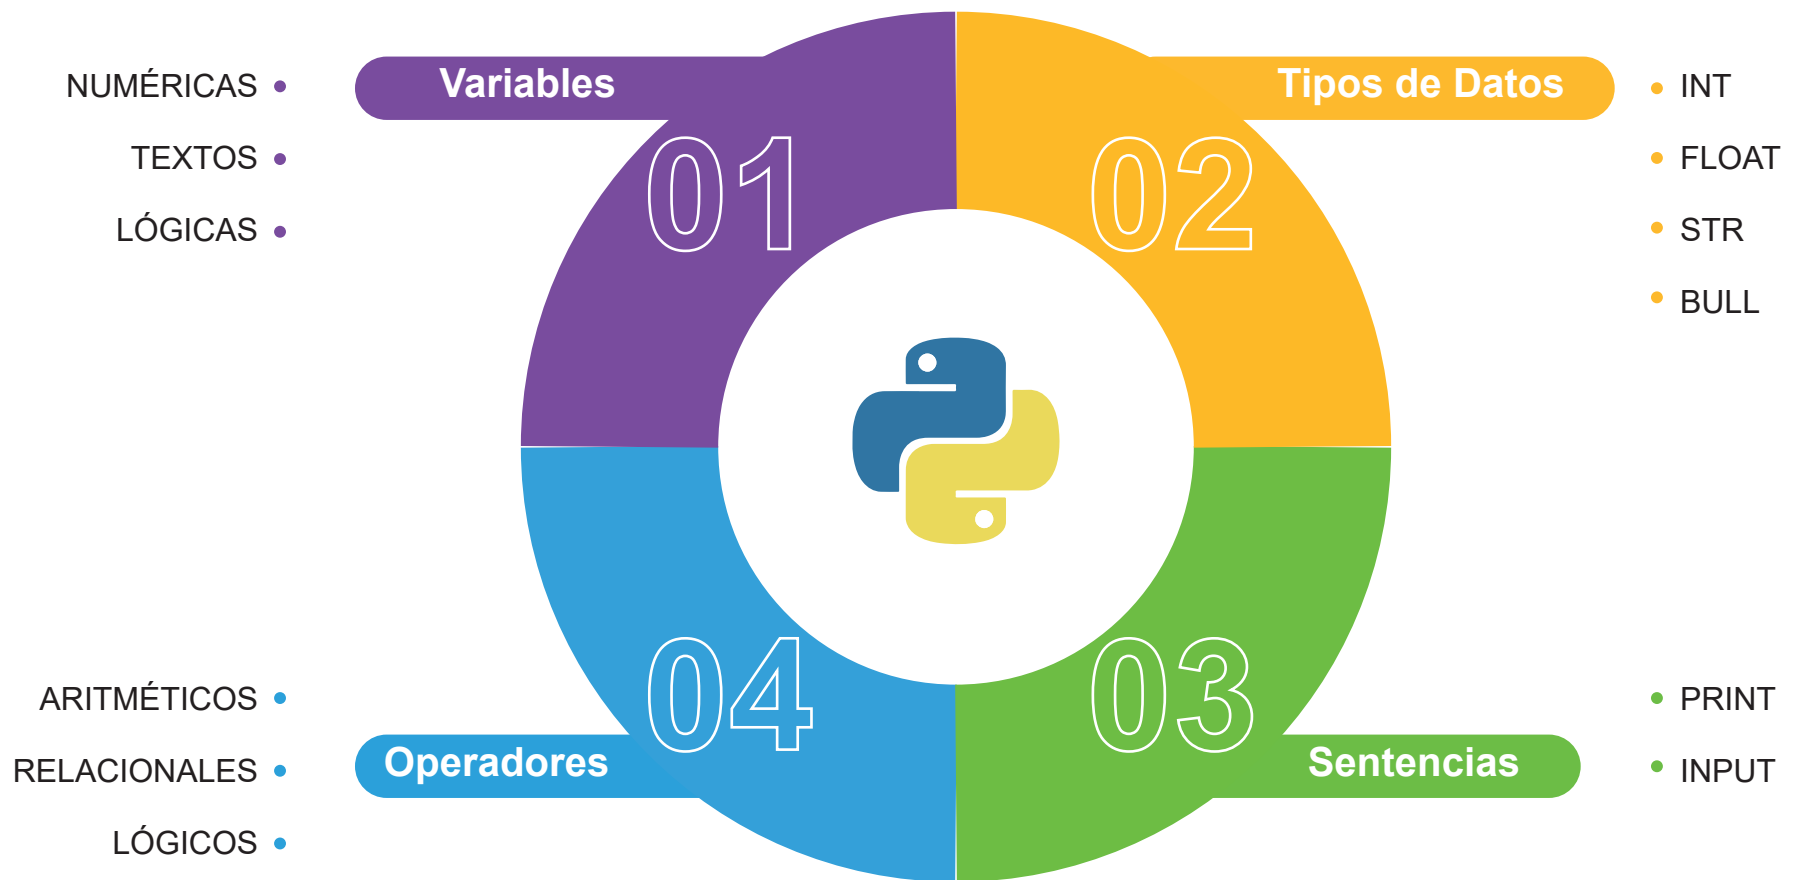 Variables
01
NUMÉRICAS
TEXTOS
LÓGICAS
Tipos de Datos
02
INT
FLOAT
STR
BULL
03
Sentencias
PRINT
INPUT
04
Operadores
ARITMÉTICOS
RELACIONALES
LÓGICOS